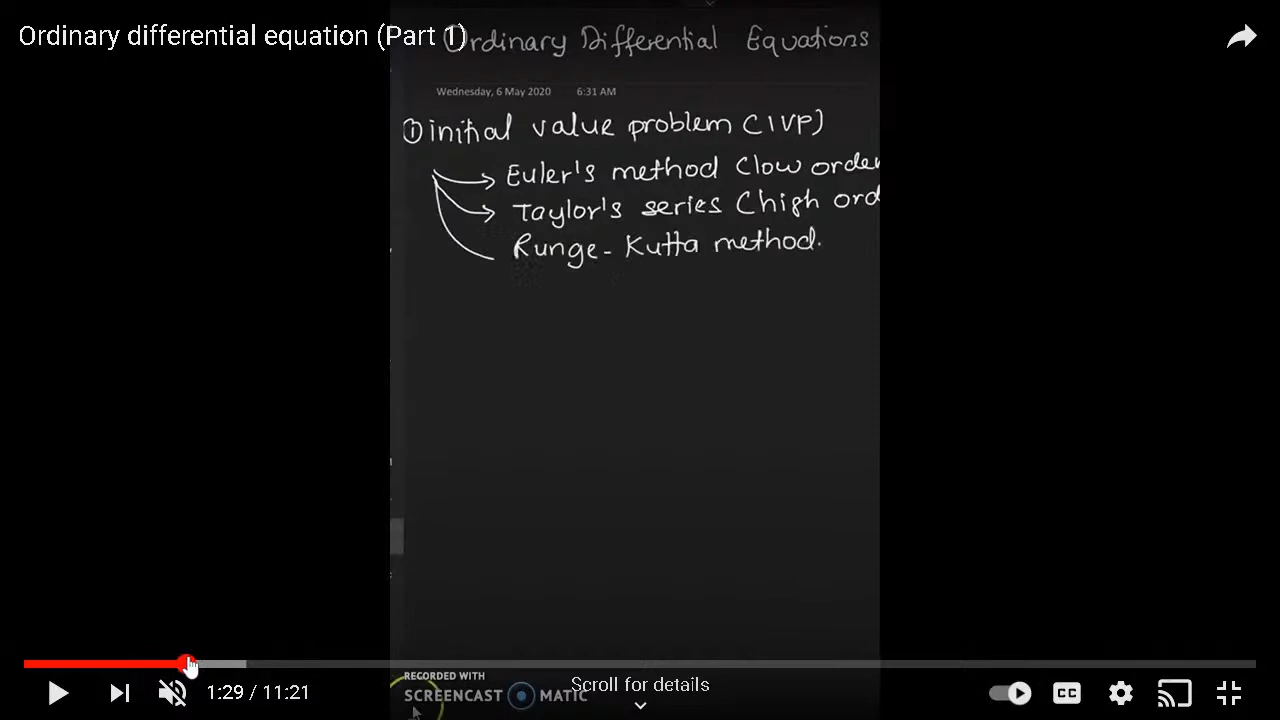 Ordinary differential equation (Part 1)
Ordinary Differential Equations
Wednesday, 6 May 2020 6:31 AM
① initial value problem (IVP)
Euler's method (low order
Taylor's series (high ord
Runge-Kutta method.
RECORDED WITH
SCREENCAST MATIC
Scroll for details
1:29 / 11:21
CC